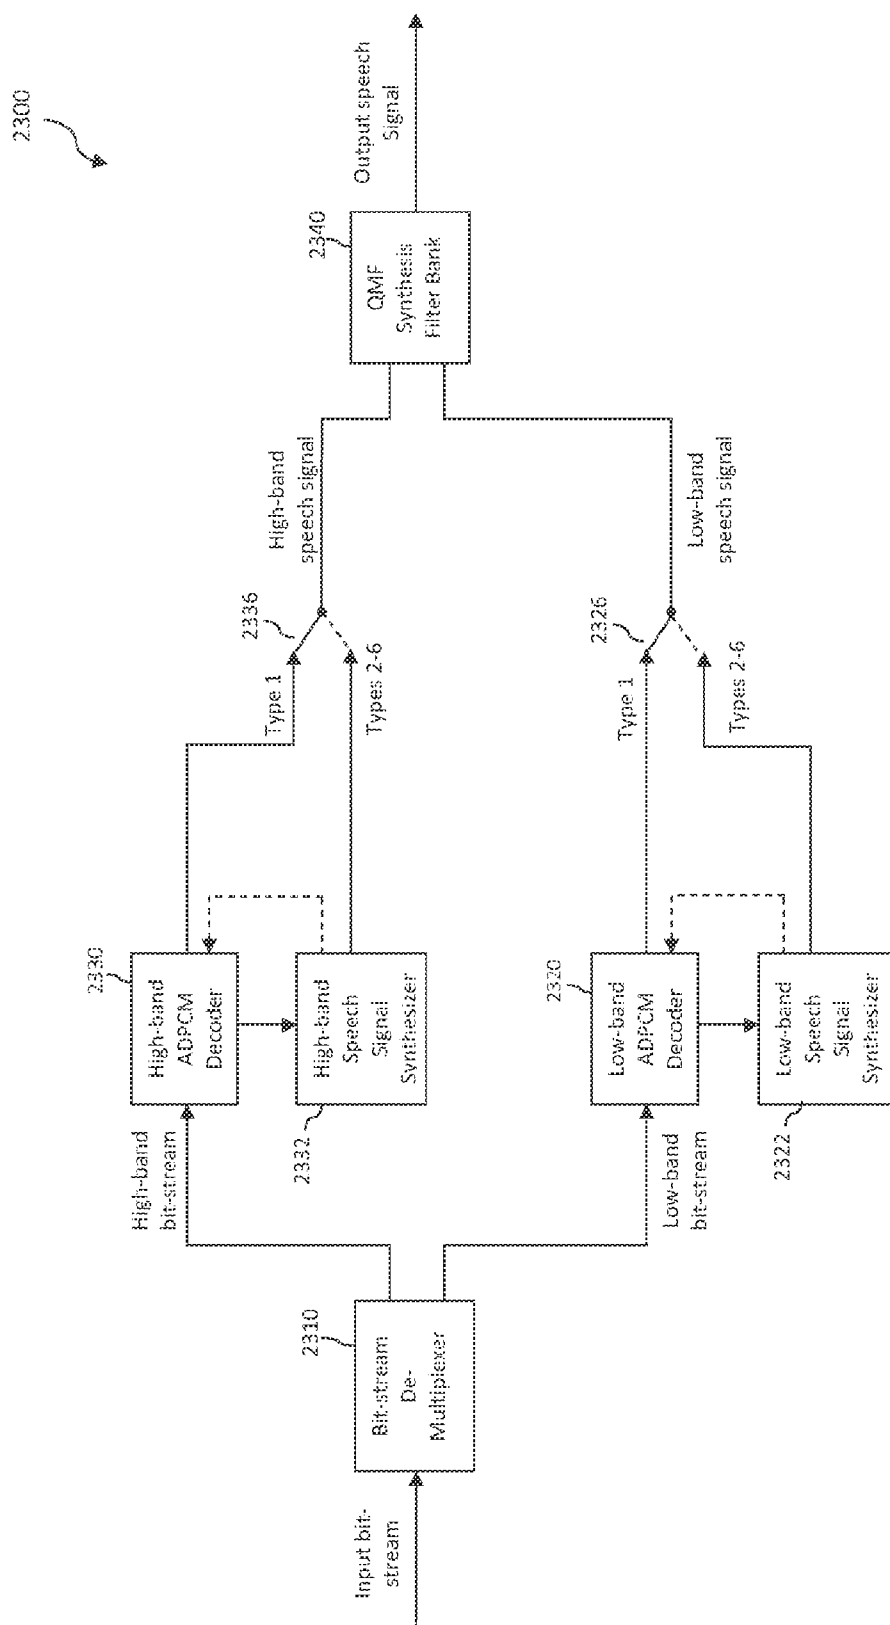 2300
Input bit-
stream
2310
Bit-stream
De-
Multiplexer
High-band
bit-stream
2330
High-band
ADPCM
Decoder
2332
High-band
Speech
Signal
Synthesizer
Type 1
Types 2-6
2336
High-band
speech signal
Low-band
bit-stream
2320
Low-band
ADPCM
Decoder
2322
Low-band
Speech
Signal
Synthesizer
Type 1
Types 2-6
2326
Low-band
speech signal
2340
QMF
Synthesis
Filter Bank
Output speech
Signal